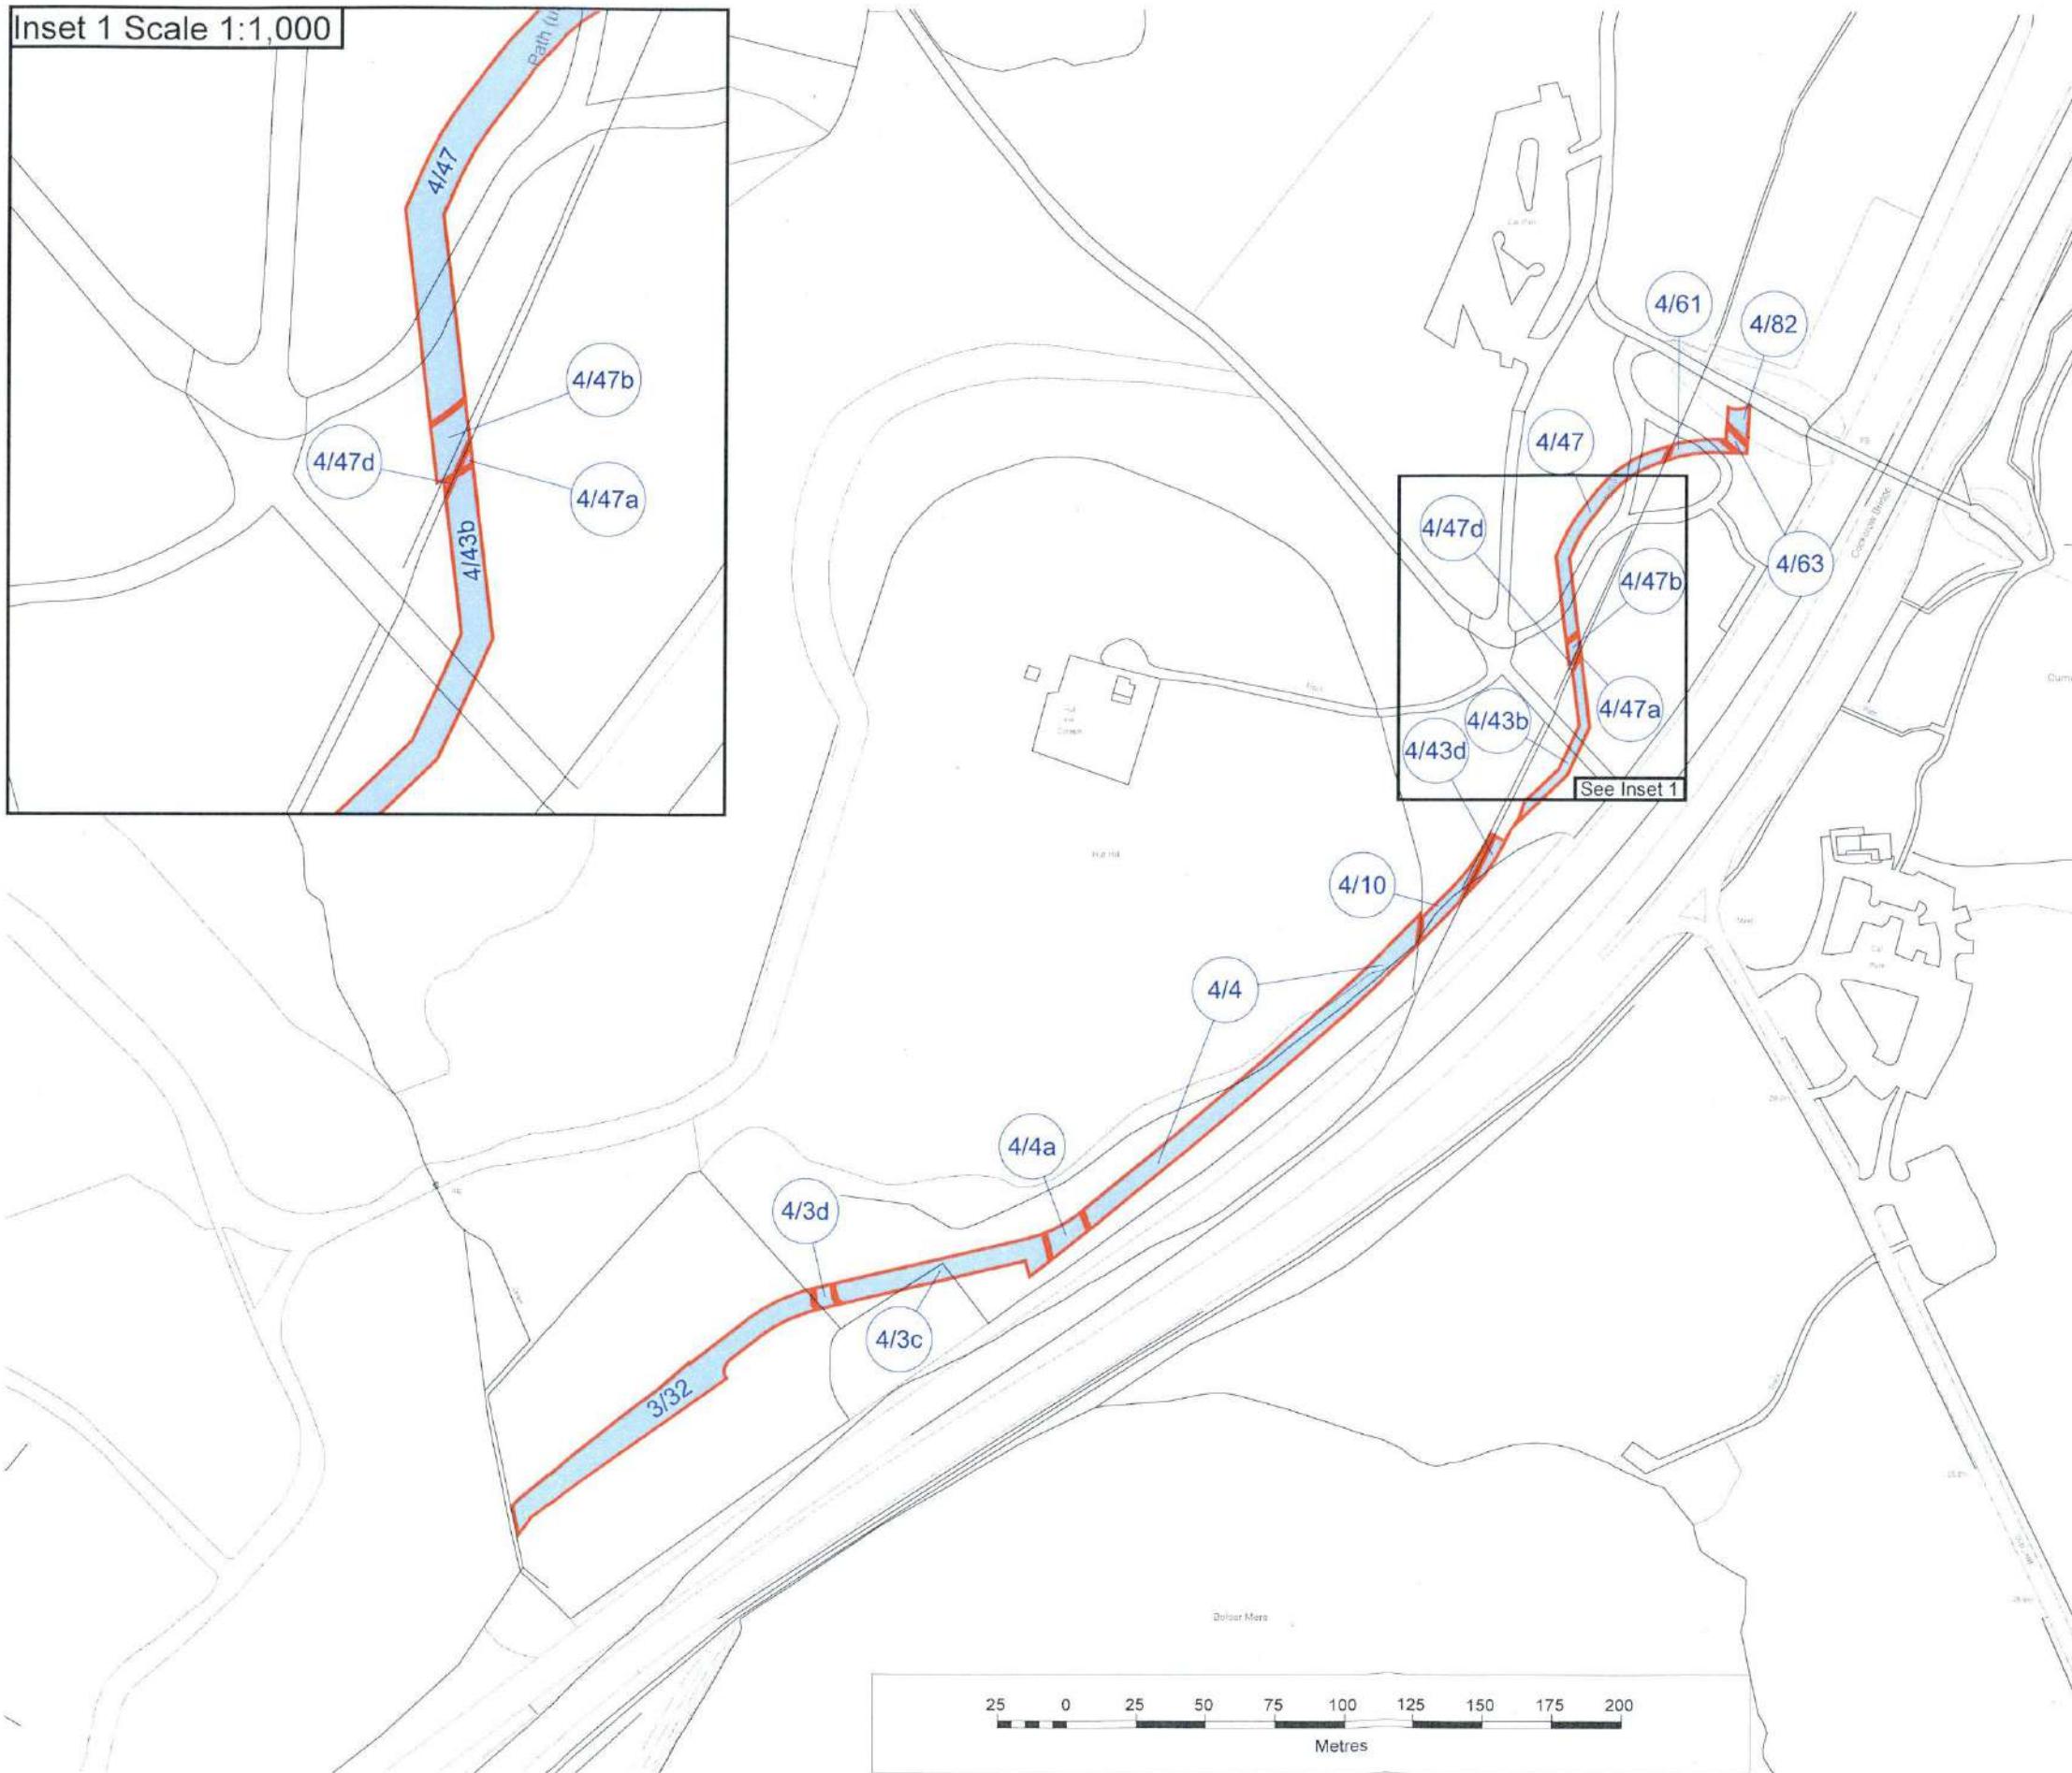 Inset 1 Scale 1:1,000
4/47
4/47b
4/47d
4/47a
4/43b
4/61
4/82
4/47
4/47d
4/63
4/47b
4/47a
4/43b
4/43d
See Inset 1
4/10
4/4
4/4a
4/3d
4/3c
3/32
25 0 25 50 75 100 125 150 175 200
Metres